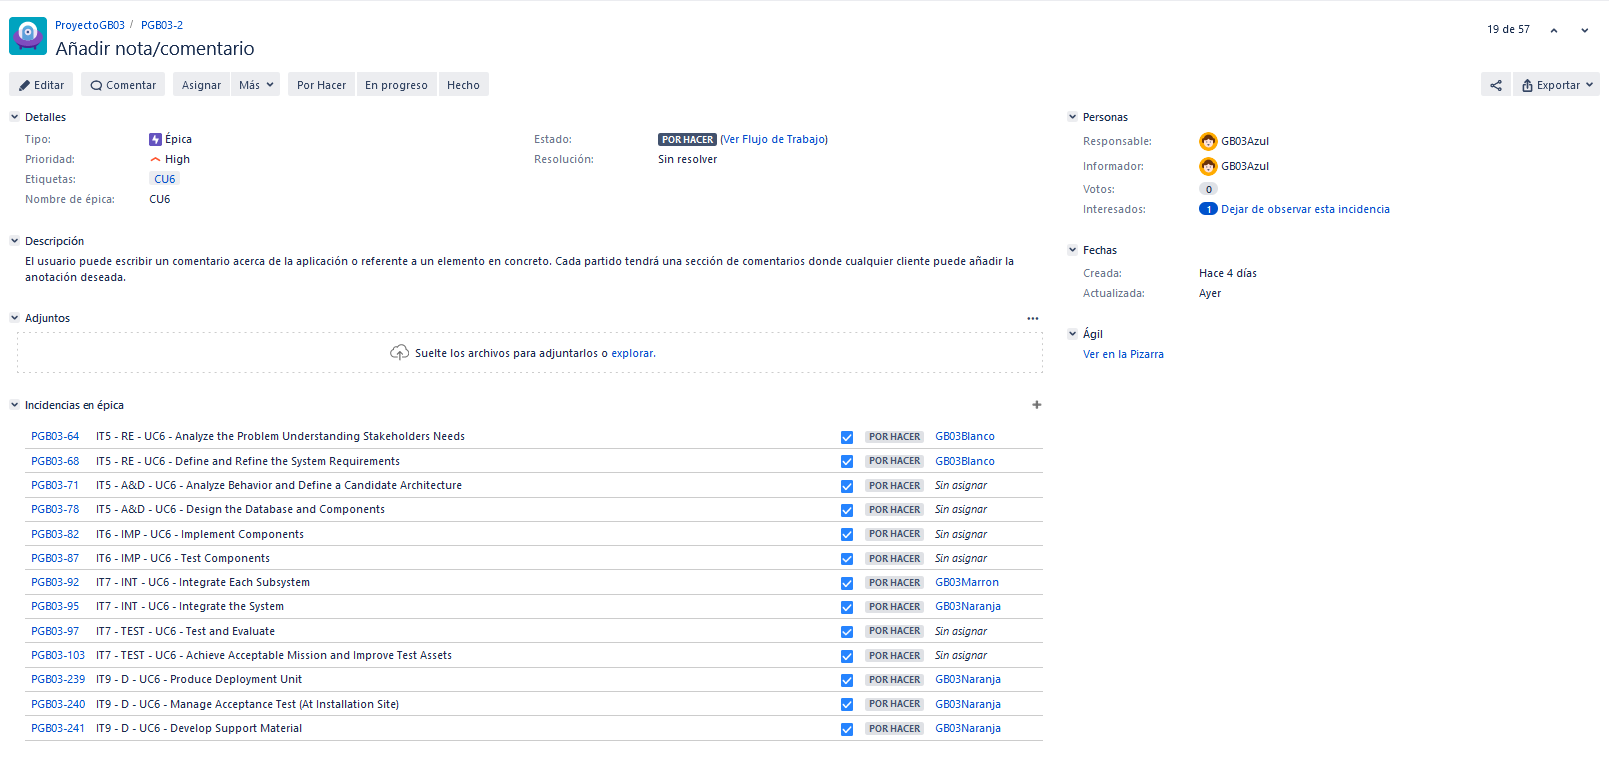 ProyectoGB03 / PGB03-2
Añadir nota/comentario
19 de 57
Editar Comentar Asignar Más Por Hacer En progreso Hecho Exportar
Detalles
Tipo: Épica
Prioridad: High
Etiquetas: CU6
Nombre de épica: CU6
Estado: POR HACER (Ver Flujo de Trabajo)
Resolución: Sin resolver
Descripción
El usuario puede escribir un comentario acerca de la aplicación o referente a un elemento en concreto. Cada partido tendrá una sección de comentarios donde cualquier cliente puede añadir la
anotación deseada.
Adjuntos
Suelte los archivos para adjuntarlos o explorar.
Incidencias en épica
PGB03-64 IT5 - RE - UC6 - Analyze the Problem Understanding Stakeholders Needs POR HACER GB03Blanco
PGB03-68 IT5 - RE - UC6 - Define and Refine the System Requirements POR HACER GB03Blanco
PGB03-71 IT5 - A&D - UC6 - Analyze Behavior and Define a Candidate Architecture POR HACER Sin asignar
PGB03-78 IT5 - A&D - UC6 - Design the Database and Components POR HACER Sin asignar
PGB03-82 IT6 - IMP - UC6 - Implement Components POR HACER Sin asignar
PGB03-87 IT6 - IMP - UC6 - Test Components POR HACER Sin asignar
PGB03-92 IT7 - INT - UC6 - Integrate Each Subsystem POR HACER GB03Marron
PGB03-95 IT7 - INT - UC6 - Integrate the System POR HACER GB03Naranja
PGB03-97 IT7 - TEST - UC6 - Test and Evaluate POR HACER Sin asignar
PGB03-103 IT7 - TEST - UC6 - Achieve Acceptable Mission and Improve Test Assets POR HACER Sin asignar
PGB03-239 IT9 - D - UC6 - Produce Deployment Unit POR HACER GB03Naranja
PGB03-240 IT9 - D - UC6 - Manage Acceptance Test (At Installation Site) POR HACER GB03Naranja
PGB03-241 IT9 - D - UC6 - Develop Support Material POR HACER GB03Naranja
Personas
Responsable: GB03Azul
Informador: GB03Azul
Votos: 0
Interesados: 1 Dejar de observar esta incidencia
Fechas
Creada: Hace 4 días
Actualizada: Ayer
Ágil
Ver en la Pizarra